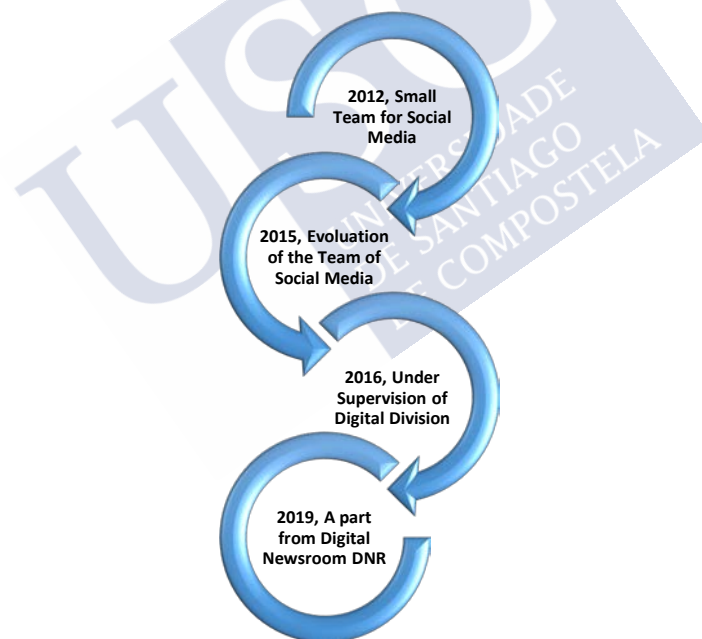 USC
UNIVERSIDADE
DE SANTIAGO
DE COMPOSTELA
2012, Small
Team for Social
Media
2015, Evoluation
of the Team of
Social Media
2016, Under
Supervision of
Digital Division
2019, A part
from Digital
Newsroom DNR